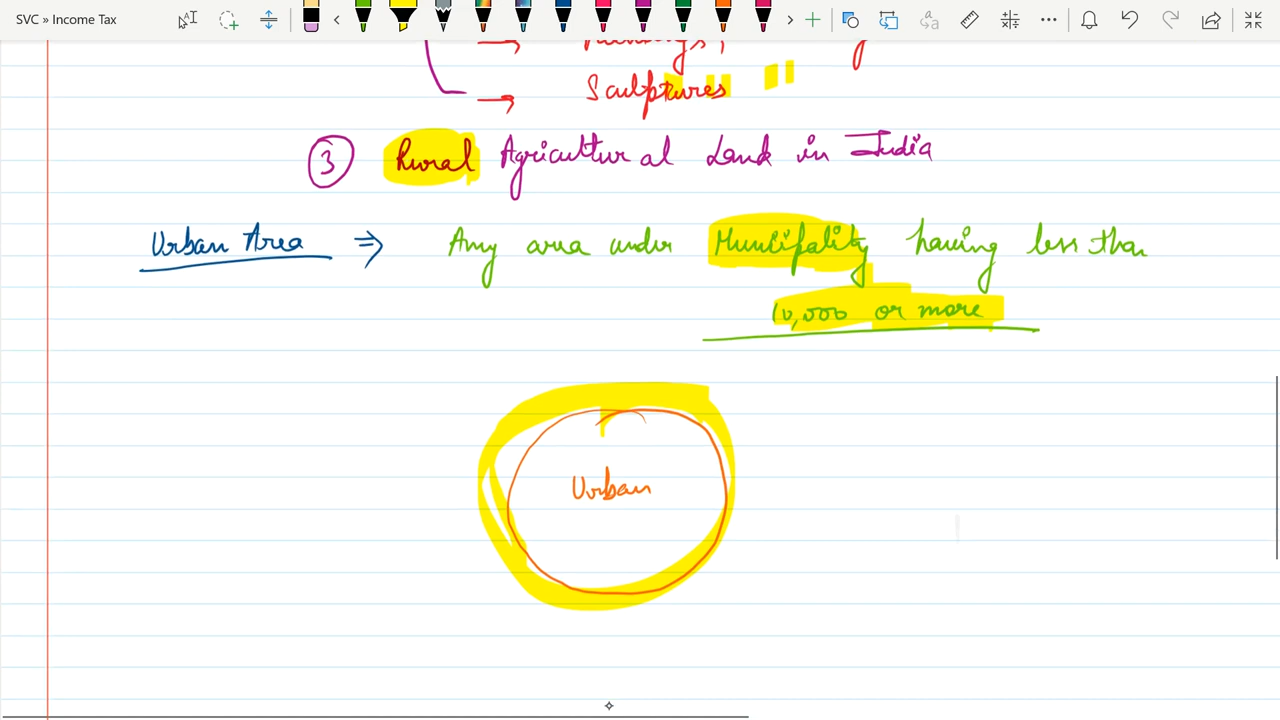 SVC » Income Tax
→
→ Sculptures " "
③ Rural Agricultural Land in India
Urban Area ⇒ Any area under Muncipality having less than
10,000 or more
Urban